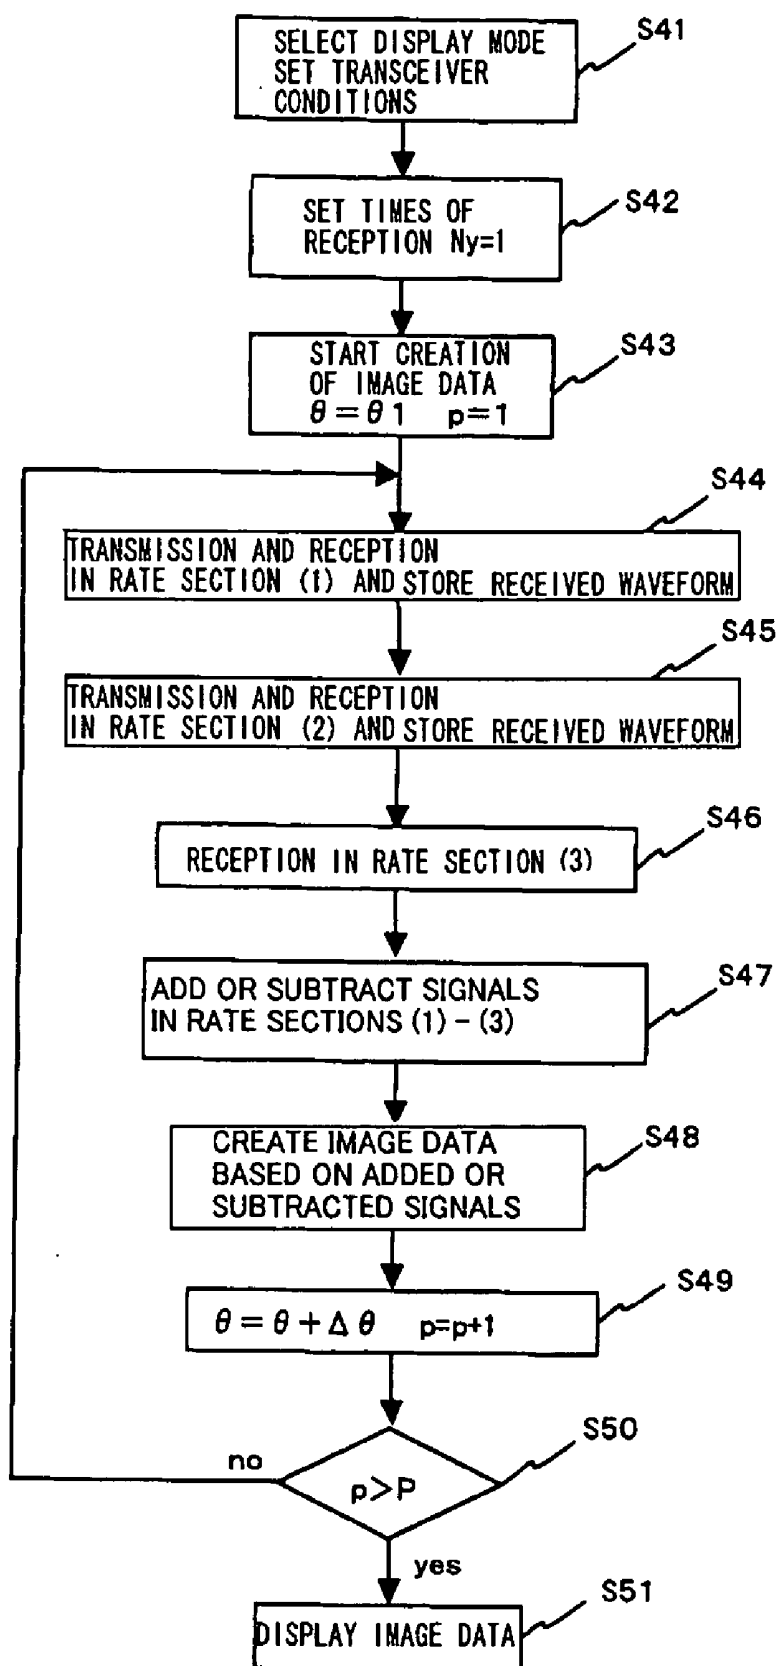 SELECT DISPLAY MODE
SET TRANSCEIVER
CONDITIONS
S41
SET TIMES OF
RECEPTION Ny=1
S42
START CREATION
OF IMAGE DATA
θ=θ1 p=1
S43
S44
TRANSMISSION AND RECEPTION
IN RATE SECTION (1) AND STORE RECEIVED WAVEFORM
S45
TRANSMISSION AND RECEPTION
IN RATE SECTION (2) AND STORE RECEIVED WAVEFORM
S46
RECEPTION IN RATE SECTION (3)
S47
ADD OR SUBTRACT SIGNALS
IN RATE SECTIONS (1) - (3)
S48
CREATE IMAGE DATA
BASED ON ADDED OR
SUBTRACTED SIGNALS
S49
θ=θ+Δθ p=p+1
S50
no
p>P
yes
S51
DISPLAY IMAGE DATA